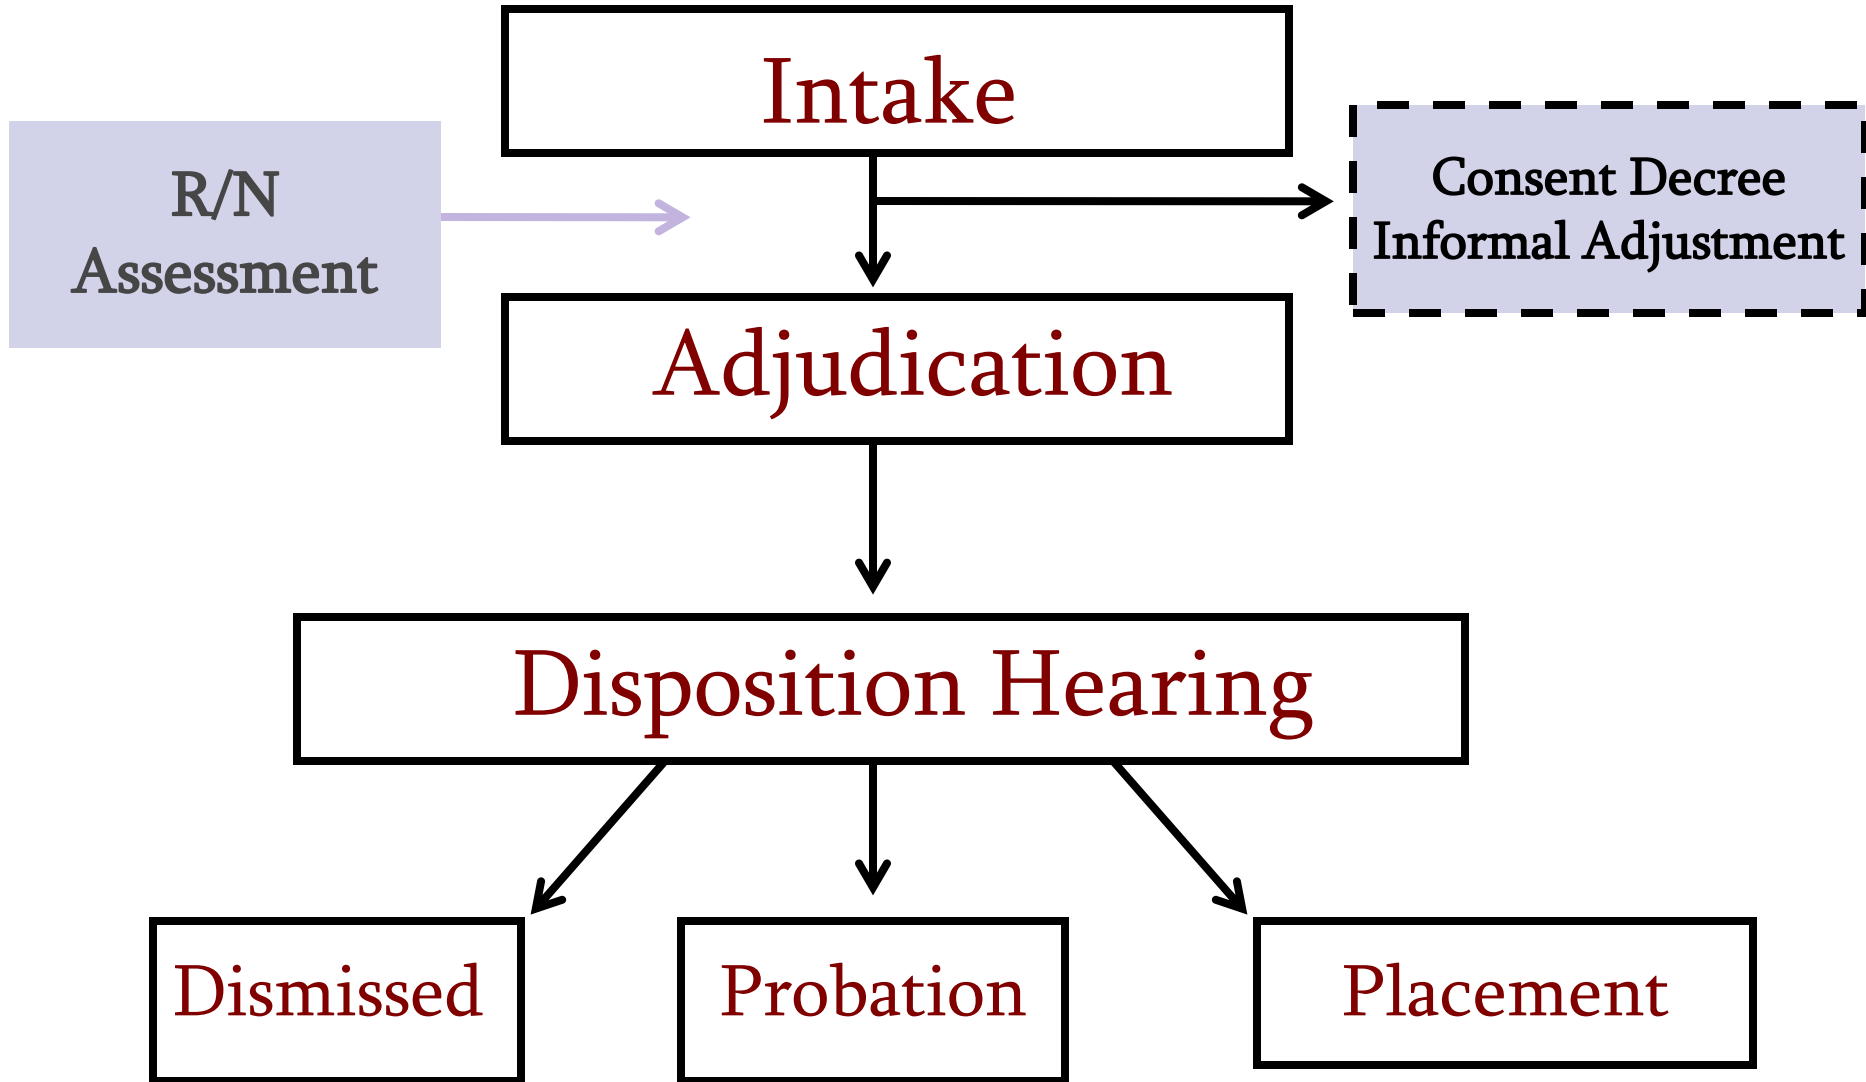 Intake
R/N
Assessment
Consent Decree
Informal Adjustment
Adjudication
Disposition Hearing
Dismissed
Probation
Placement